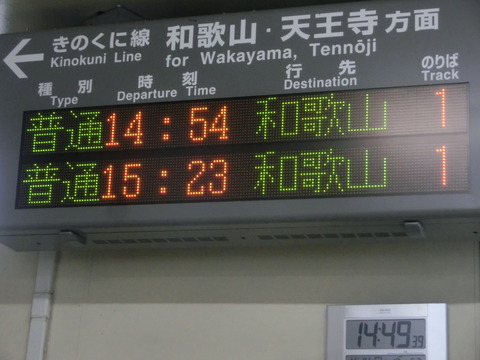 きのくに線 和歌山・天王寺方面
Kinokuni Line for Wakayama, Tennōji
種別 時刻 行先 のりば
Type Departure Time Destination Track
普通 14:54 和歌山 1
普通 15:23 和歌山 1
14:49 39